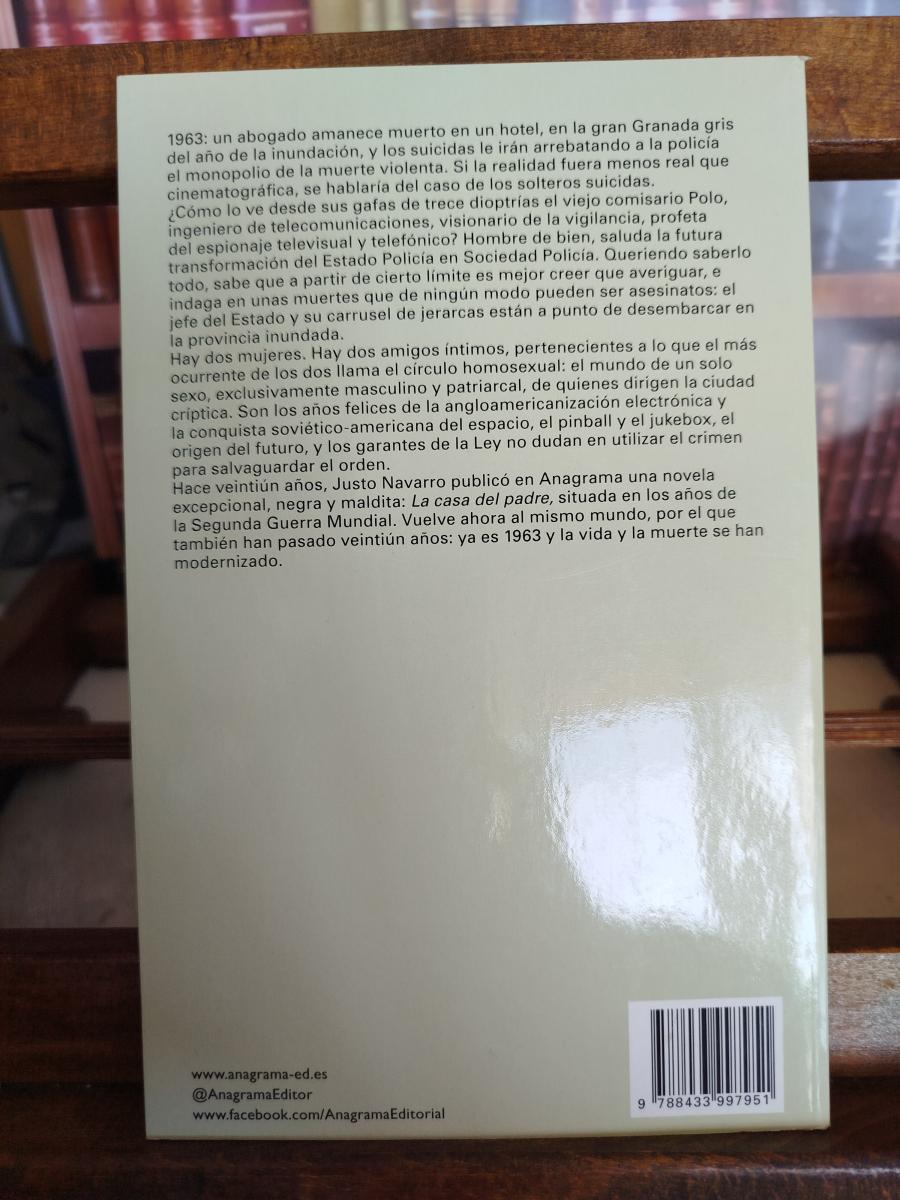 1963: un abogado amanece muerto en un hotel, en la gran Granada gris
del año de la inundación, y los suicidas le irán arrebatando a la policía
el monopolio de la muerte violenta. Si la realidad fuera menos real que
cinematográfica, se hablaría del caso de los solteros suicidas.
¿Cómo lo ve desde sus gafas de trece dioptrías el viejo comisario Polo,
ingeniero de telecomunicaciones, visionario de la vigilancia, profeta
del espionaje televisual y telefónico? Hombre de bien, saluda la futura
transformación del Estado Policía en Sociedad Policía. Queriendo saberlo
todo, sabe que a partir de cierto límite es mejor creer que averiguar, e
indaga en unas muertes que de ningún modo pueden ser asesinatos: el
jefe del Estado y su carrusel de jerarcas están a punto de desembarcar en
la provincia inundada.
Hay dos mujeres. Hay dos amigos íntimos, pertenecientes a lo que el más
ocurrente de los dos llama el círculo homosexual: el mundo de un solo
sexo, exclusivamente masculino y patriarcal, de quienes dirigen la ciudad
críptica. Son los años felices de la angloamericanización electrónica y
la conquista soviético-americana del espacio, el pinball y el jukebox, el
origen del futuro, y los garantes de la Ley no dudan en utilizar el crimen
para salvaguardar el orden.
Hace veintiún años, Justo Navarro publicó en Anagrama una novela
excepcional, negra y maldita: La casa del padre, situada en los años de
la Segunda Guerra Mundial. Vuelve ahora al mismo mundo, por el que
también han pasado veintiún años: ya es 1963 y la vida y la muerte se han
modernizado.
www.anagrama-ed.es
@AnagramaEditor
www.facebook.com/AnagramaEditorial
9 788433 997951